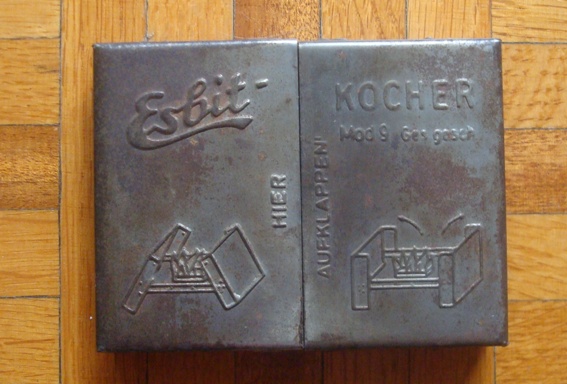 Esbit-
KOCHER
Mod 9 Ges gesch
HIER
AUFKLAPPEN!